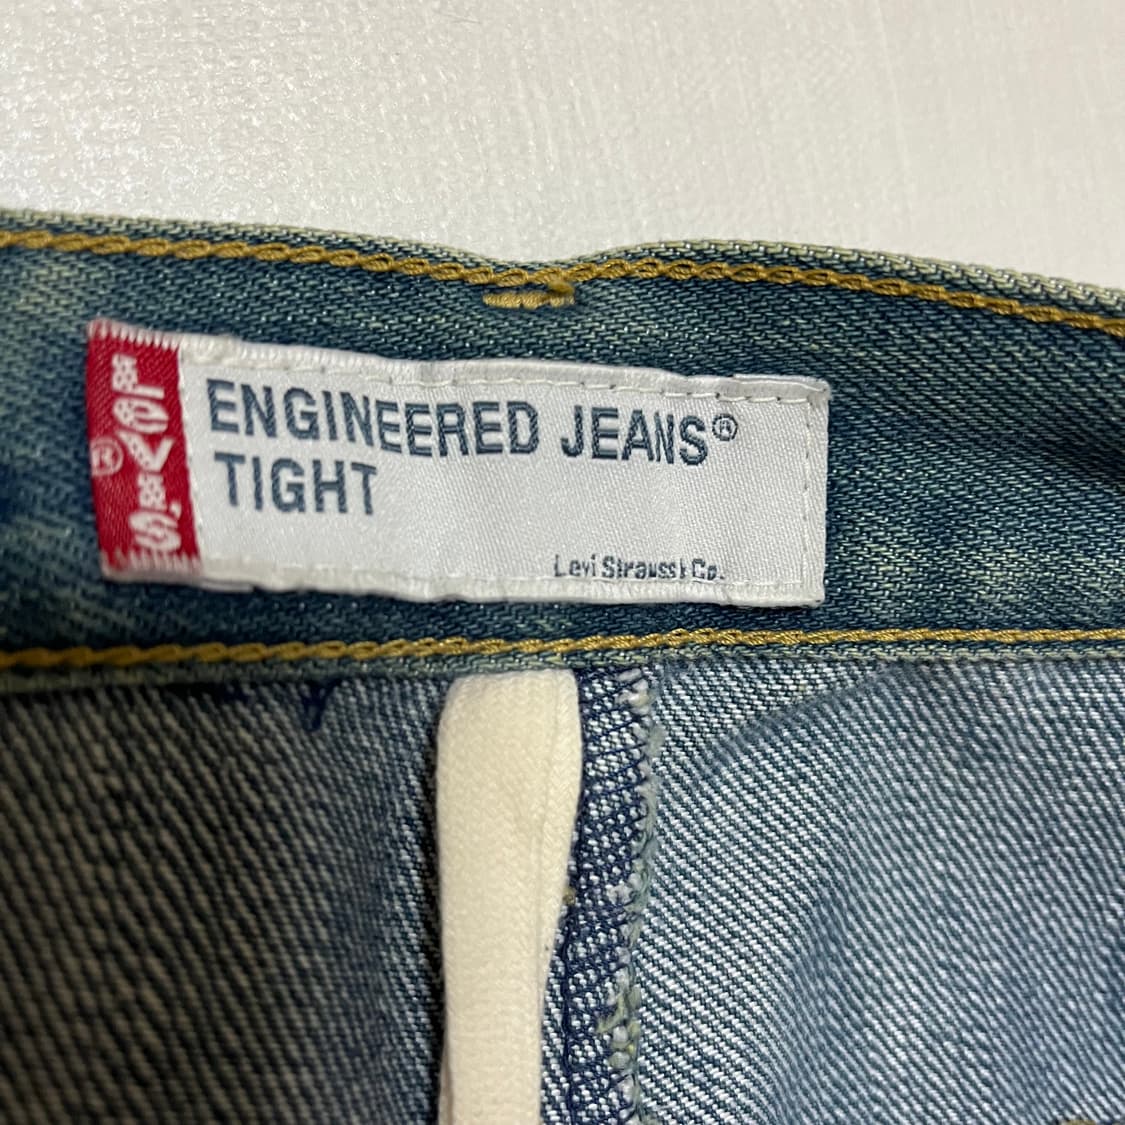 LEVI'S
®
ENGINEERED JEANS®
TIGHT
Levi Strauss & Co.